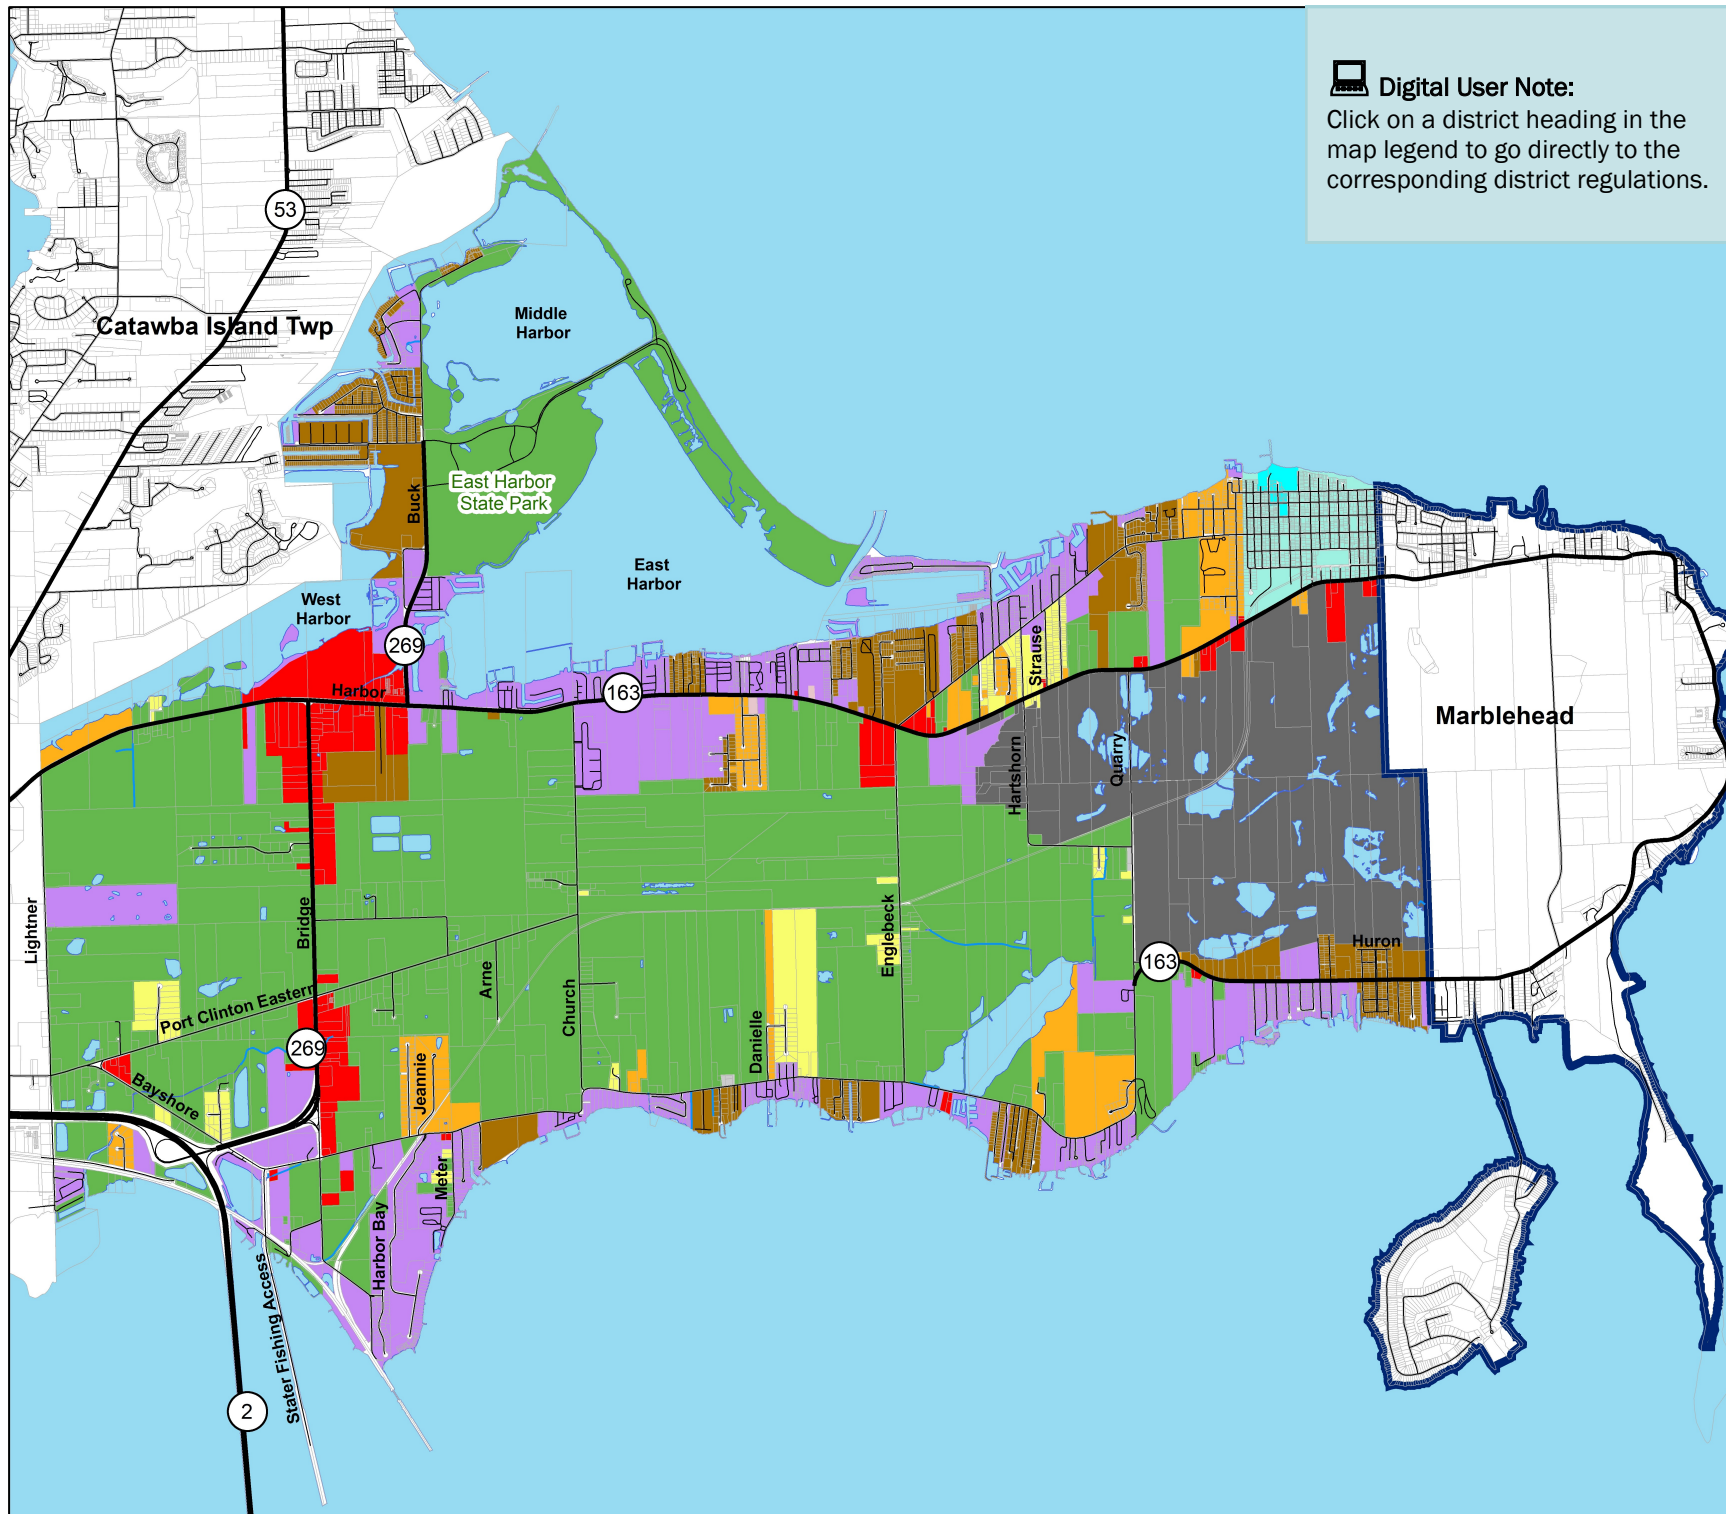 Digital User Note:
Click on a district heading in the
map legend to go directly to the
corresponding district regulations.
53
Catawba Island Twp
Middle
Harbor
East Harbor
State Park
Buck
East
Harbor
West
Harbor
269
Harbor
163
Strause
Marblehead
Hartshorn
Quarry
Lightner
Bridge
Englebeck
Huron
163
Arne
Church
Port Clinton Eastern
Danielle
269
Jeannie
Bayshore
Meter
Harbor Bay
Stater Fishing Access
2